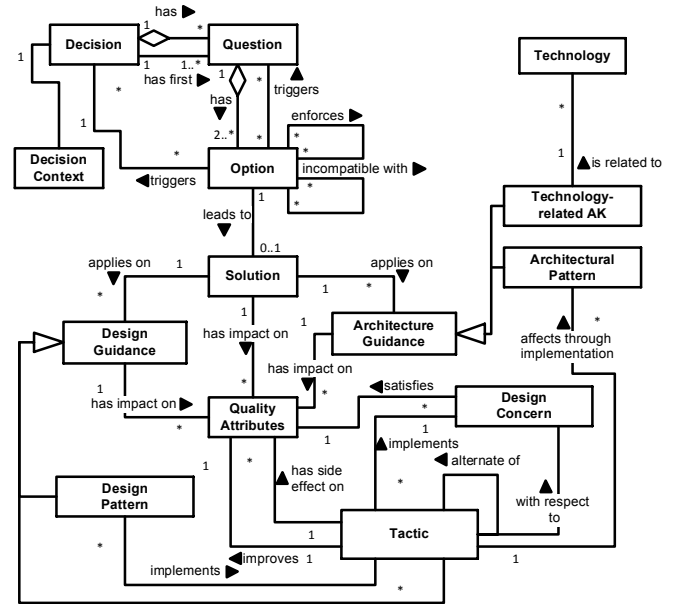 has
1
*
Decision
Question
Technology
1
1
1..*
1
*
has first
triggers
*
has
*
1
enforces
*
2..*
*
*
*
1
is related to
Decision
Context
Option
incompatible with
triggers
*
*
Technology-
related AK
1
leads to
0..1
Architectural
Pattern
applies on
1
Solution
applies on
*
1
*
1
1
Design
Guidance
has impact on
Architecture
Guidance
affects through
implementation
*
has impact on
1
has impact on
*
*
satisfies
*
Quality
Attributes
*
1
1
Design
Concern
implements
1
*
has side
effect on
alternate of
*
with respect
to
Design
Pattern
1
Tactic
*
improves
1
1
implements
*